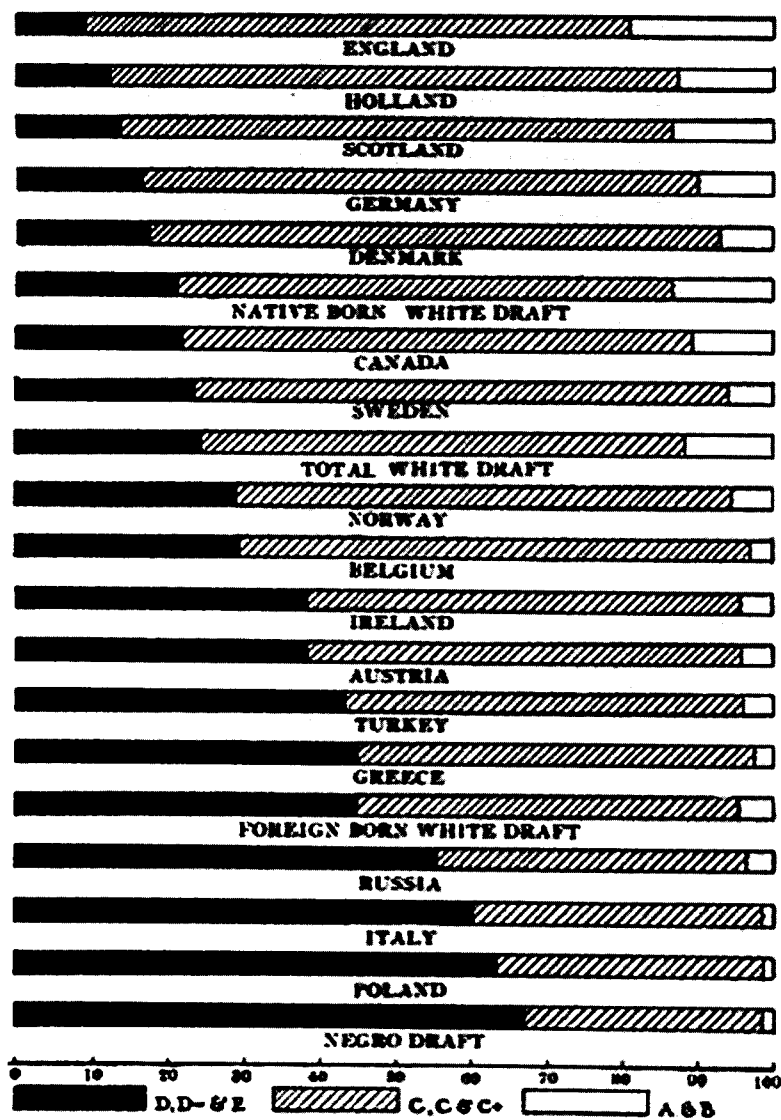 ENGLAND
HOLLAND
SCOTLAND
GERMANY
DENMARK
NATIVE BORN WHITE DRAFT
CANADA
SWEDEN
TOTAL WHITE DRAFT
NORWAY
BELGIUM
IRELAND
AUSTRIA
TURKEY
GREECE
FOREIGN BORN WHITE DRAFT
RUSSIA
ITALY
POLAND
NEGRO DRAFT
0 10 20 30 40 50 60 70 80 90 100
D, D- & E C, C & C+ A & B